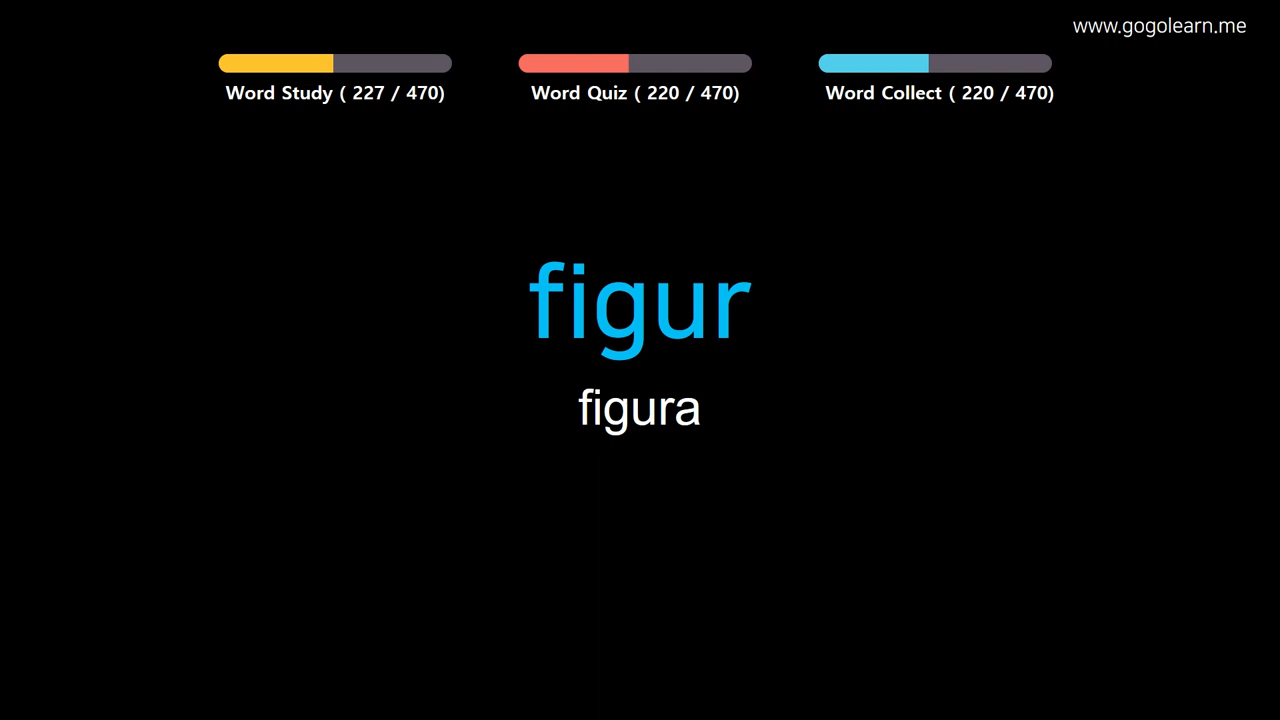 www.gogolearn.me
Word Study ( 227 / 470)
Word Quiz ( 220 / 470)
Word Collect ( 220 / 470)
figur
figura